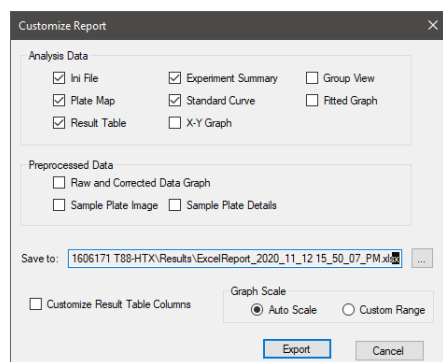 Customize Report
Analysis Data
Ini File Experiment Summary Group View
Plate Map Standard Curve Fitted Graph
Result Table X-Y Graph
Preprocessed Data
Raw and Corrected Data Graph
Sample Plate Image Sample Plate Details
Save to: 1606171 T88-HTX\Results\ExcelReport_2020_11_12 15_50_07_PM.xlsx ...
Graph Scale
Customize Result Table Columns Auto Scale Custom Range
Export Cancel